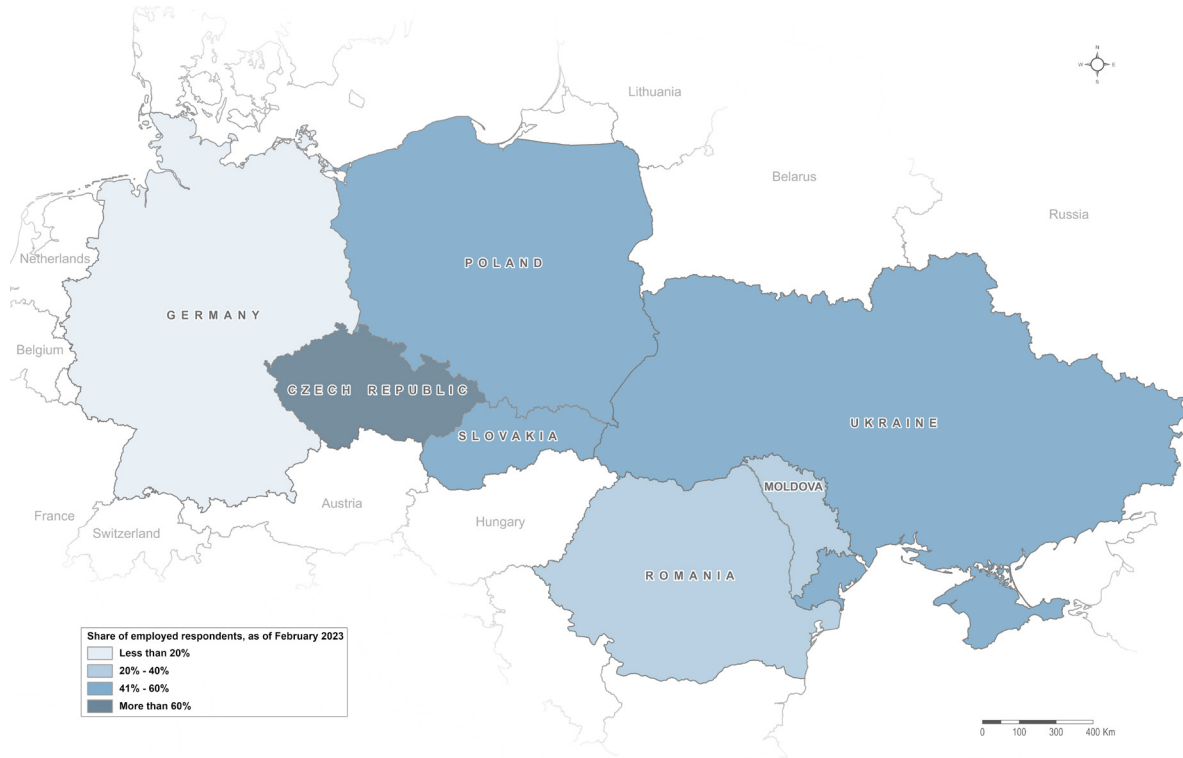 N
W E
S
Lithuania
Belarus
Russia
Netherlands
POLAND
GERMANY
Belgium
CZECH REPUBLIC
UKRAINE
SLOVAKIA
MOLDOVA
Austria
France
Switzerland
Hungary
ROMANIA
Share of employed respondents, as of February 2023
Less than 20%
20% - 40%
41% - 60%
More than 60%
0 100 300 400 Km